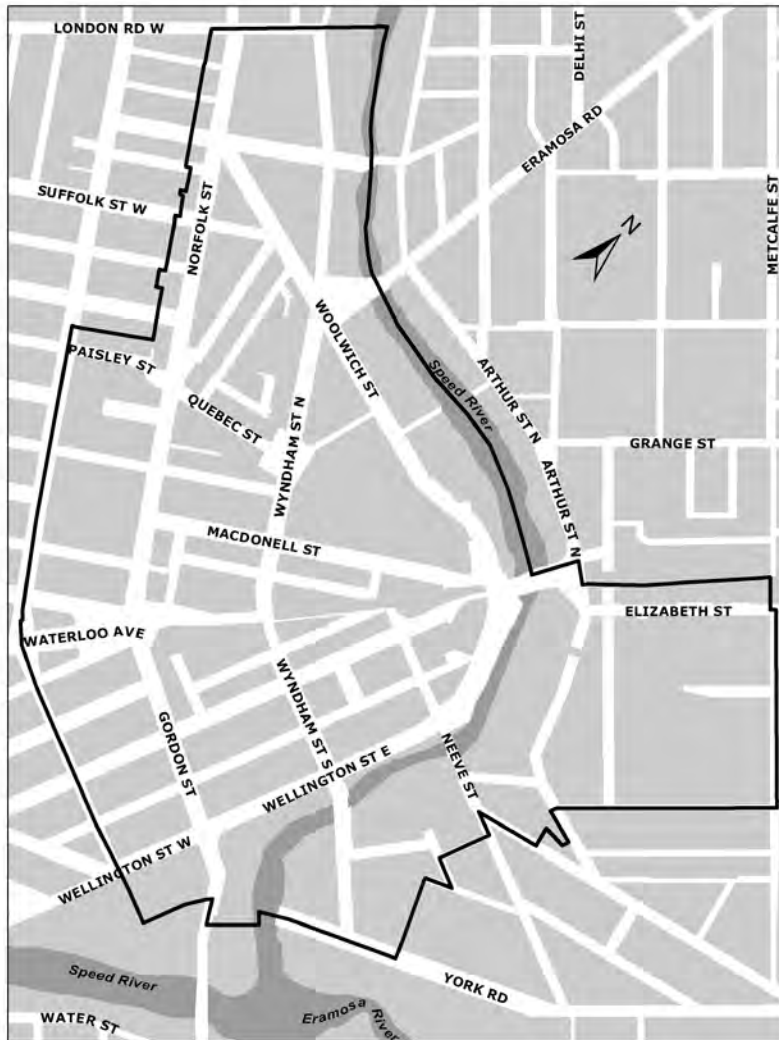 LONDON RD W
DELHI ST
ERAMOSA RD
METCALFE ST
SUFFOLK ST W
NORFOLK ST
N
PAISLEY ST
WOOLWICH ST
Speed River
ARTHUR ST N
QUEBEC ST
WYNDHAM ST N
GRANGE ST
ARTHUR ST N
MACDONELL ST
ELIZABETH ST
WATERLOO AVE
WYNDHAM ST S
GORDON ST
NEEVE ST
WELLINGTON ST E
WELLINGTON ST W
Speed River
YORK RD
Eramosa River
WATER ST